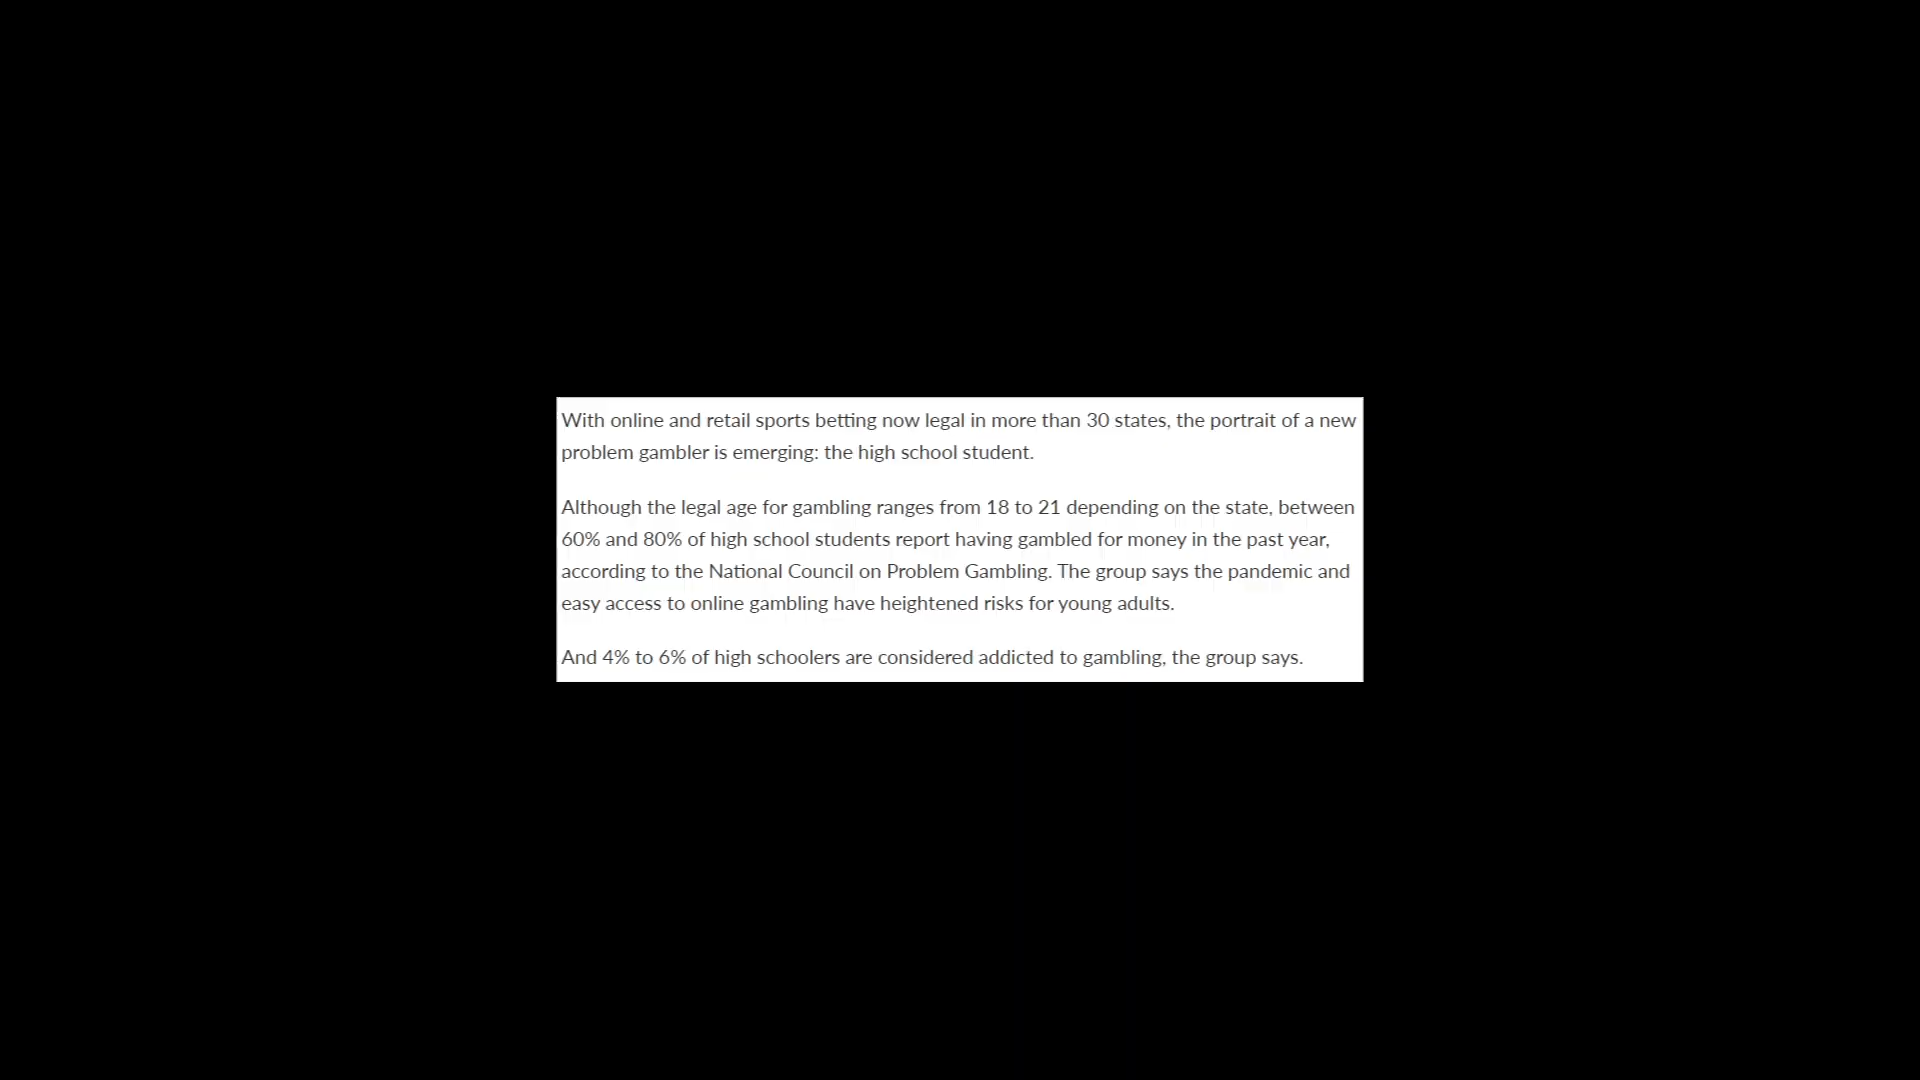 With online and retail sports betting now legal in more than 30 states, the portrait of a new
problem gambler is emerging: the high school student.
Although the legal age for gambling ranges from 18 to 21 depending on the state, between
60% and 80% of high school students report having gambled for money in the past year,
according to the National Council on Problem Gambling. The group says the pandemic and
easy access to online gambling have heightened risks for young adults.
And 4% to 6% of high schoolers are considered addicted to gambling, the group says.